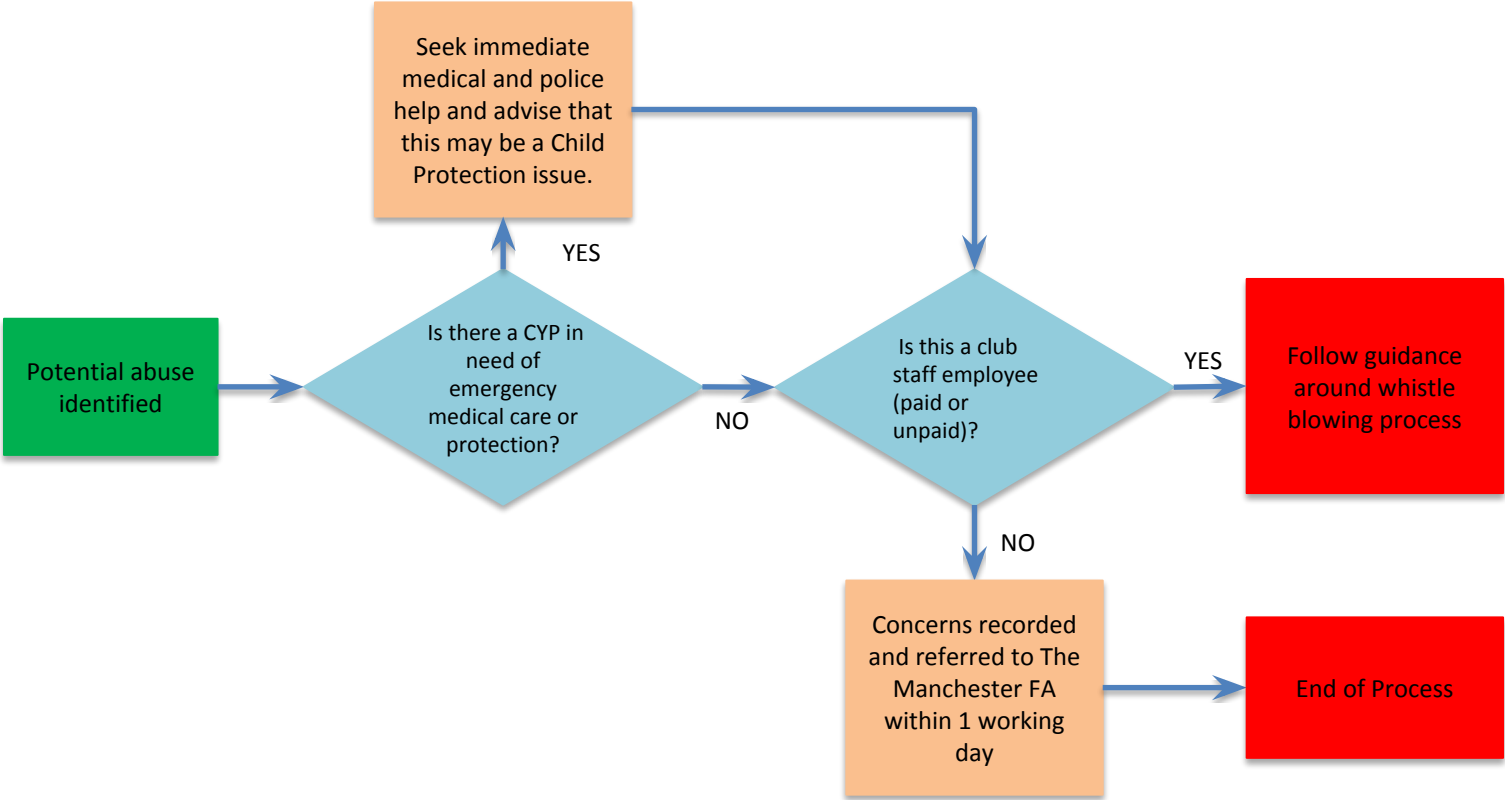 Potential abuse
identified
Is there a CYP in
need of
emergency
medical care or
protection?
YES
Seek immediate
medical and police
help and advise that
this may be a Child
Protection issue.
NO
Is this a club
staff employee
(paid or
unpaid)?
YES
Follow guidance
around whistle
blowing process
NO
Concerns recorded
and referred to The
Manchester FA
within 1 working
day
End of Process